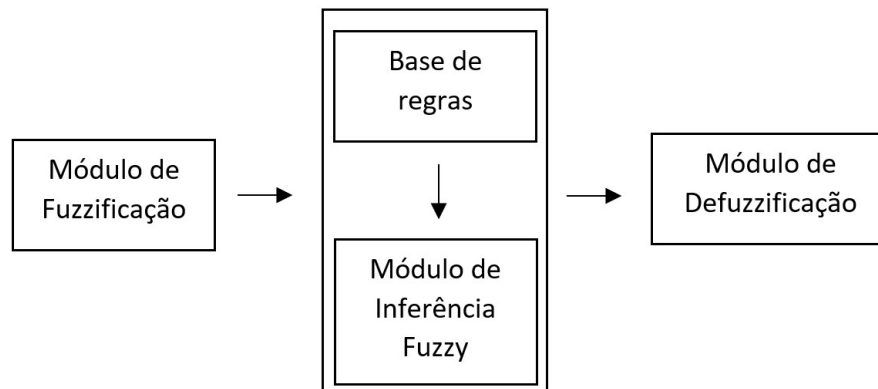 Módulo de
Fuzzificação
Base de
regras
Módulo de
Inferência
Fuzzy
Módulo de
Defuzzificação